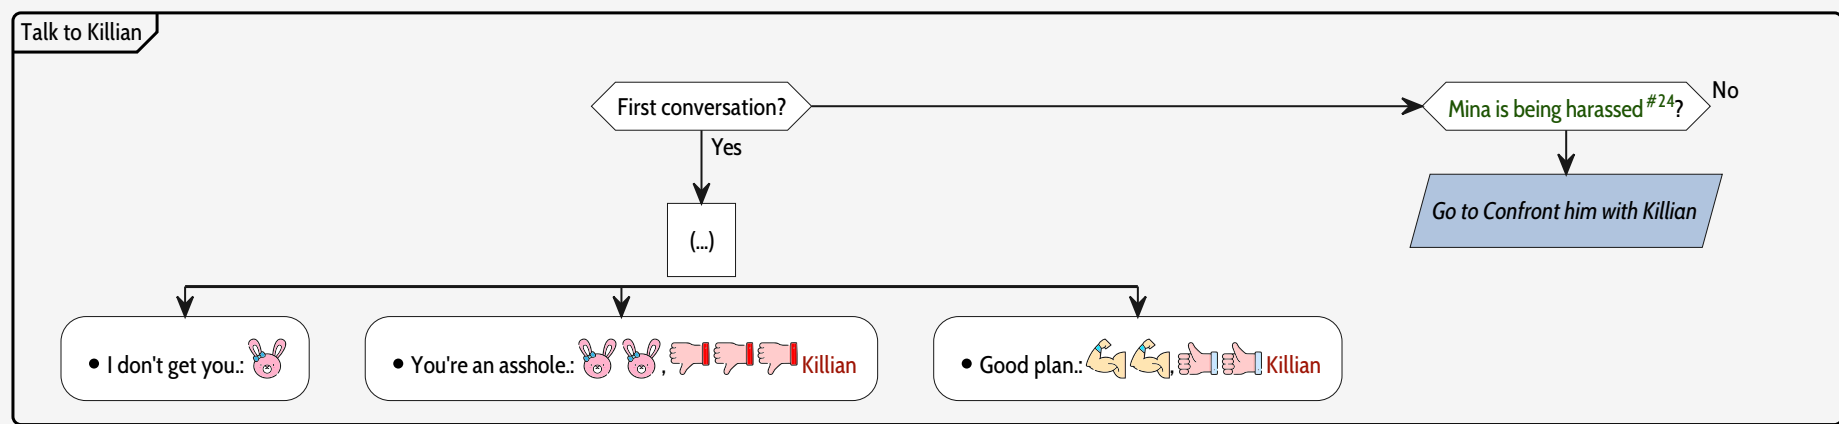 Talk to Killian
First conversation?
Mina is being harassed #24?
No
Yes
Go to Confront him with Killian
(...)
• I don't get you.:
• You're an asshole.: , Killian
• Good plan.: , Killian